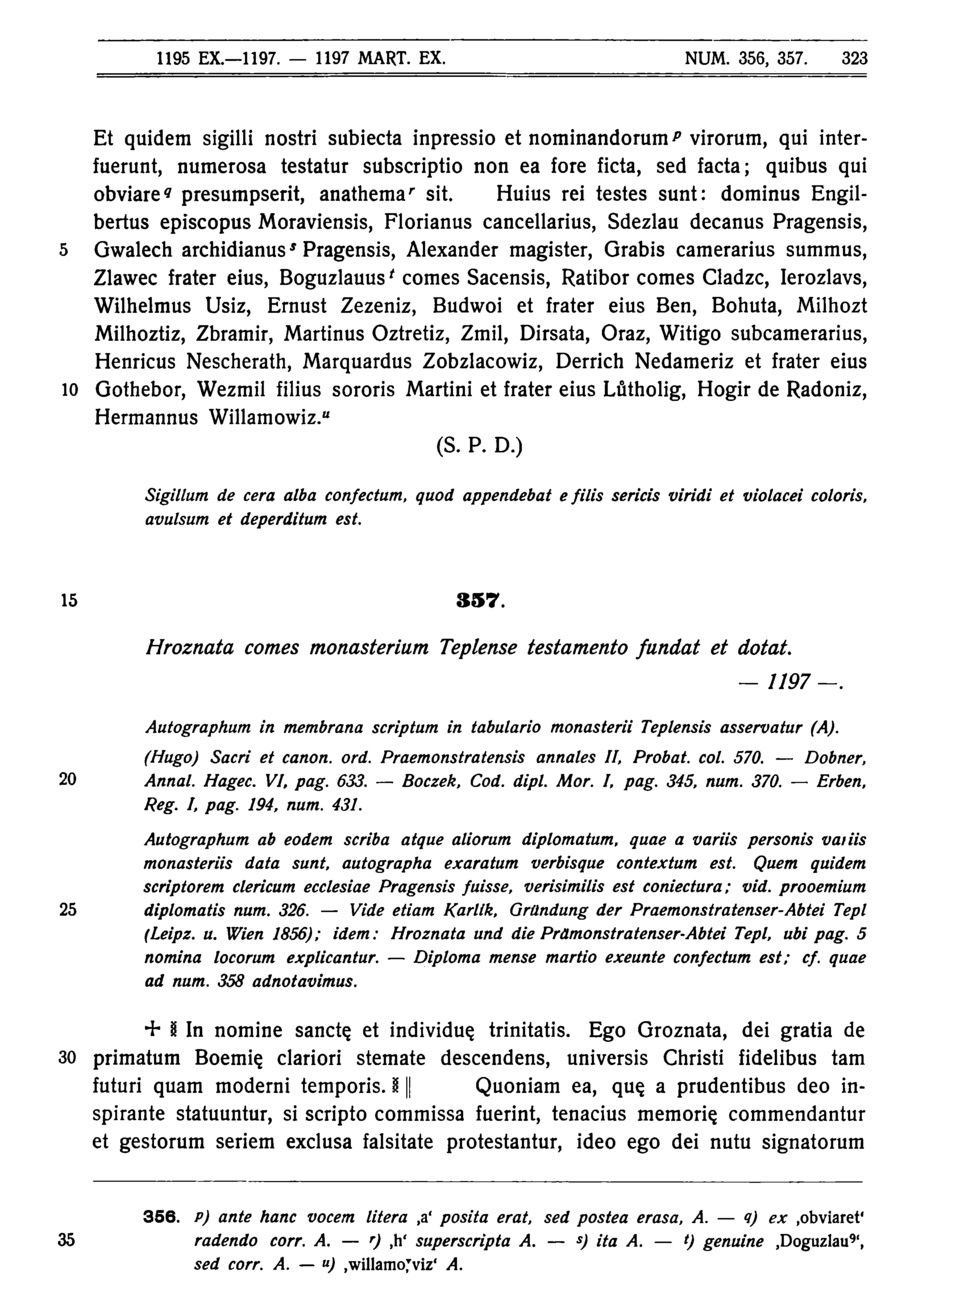 1195 EX.—1197. — 1197 MART. EX. NUM. 356, 357. 323
Et quidem sigilli nostri subiecta inpressio et nominandorum ᵖ virorum, qui inter-
fuerunt, numerosa testatur subscriptio non ea fore ficta, sed facta; quibus qui
obviare q presumpserit, anathema ʳ sit. Huius rei testes sunt: dominus Engil-
bertus episcopus Moraviensis, Florianus cancellarius, Sdezlau decanus Pragensis,
5 Gwalech archidianus ˢ Pragensis, Alexander magister, Grabis camerarius summus,
Zlawec frater eius, Boguzlauus ᵗ comes Sacensis, Ratibor comes Cladzc, Ierozlavs,
Wilhelmus Usiz, Ernust Zezeniz, Budwoi et frater eius Ben, Bohuta, Milhozt
Milhoztiz, Zbramir, Martinus Oztretiz, Zmil, Dirsata, Oraz, Witigo subcamerarius,
Henricus Nescherath, Marquardus Zobzlacowiz, Derrich Nedameriz et frater eius
10 Gothebor, Wezmil filius sororis Martini et frater eius Lůtholig, Hogir de Radoniz,
Hermannus Willamowiz.ᵘ
(S. P. D.)
Sigillum de cera alba confectum, quod appendebat e filis sericis viridi et violacei coloris,
avulsum et deperditum est.
15 357.
Hroznata comes monasterium Teplense testamento fundat et dotat.
— 1197 —.
Autographum in membrana scriptum in tabulario monasterii Teplensis asservatur (A).
(Hugo) Sacri et canon. ord. Praemonstratensis annales II, Probat. col. 570. — Dobner,
20 Annal. Hagec. VI, pag. 633. — Boczek, Cod. dipl. Mor. I, pag. 345, num. 370. — Erben,
Reg. I, pag. 194, num. 431.
Autographum ab eodem scriba atque aliorum diplomatum, quae a variis personis variis
monasteriis data sunt, autographa exaratum verbisque contextum est. Quem quidem
scriptorem clericum ecclesiae Pragensis fuisse, verisimilis est coniectura; vid. prooemium
25 diplomatis num. 326. — Vide etiam Karlík, Gründung der Praemonstratenser-Abtei Tepl
(Leipz. u. Wien 1856); idem: Hroznata und die Prämonstratenser-Abtei Tepl, ubi pag. 5
nomina locorum explicantur. — Diploma mense martio exeunte confectum est; cf. quae
ad num. 358 adnotavimus.
+ In nomine sanctę et individuę trinitatis. Ego Groznata, dei gratia de
30 primatum Boemię clariori stemate descendens, universis Christi fidelibus tam
futuri quam moderni temporis. || Quoniam ea, quę a prudentibus deo in-
spirante statuuntur, si scripto commissa fuerint, tenacius memorię commendantur
et gestorum seriem exclusa falsitate protestantur, ideo ego dei nutu signatorum
356. p) ante hanc vocem litera ‚a‘ posita erat, sed postea erasa, A. — q) ex ‚obviaret‘
35 radendo corr. A. — r) ‚h‘ superscripta A. — s) ita A. — t) genuine ‚Doguzlau⁹‘,
sed corr. A. — u) ‚willamo&#x27;viz‘ A.